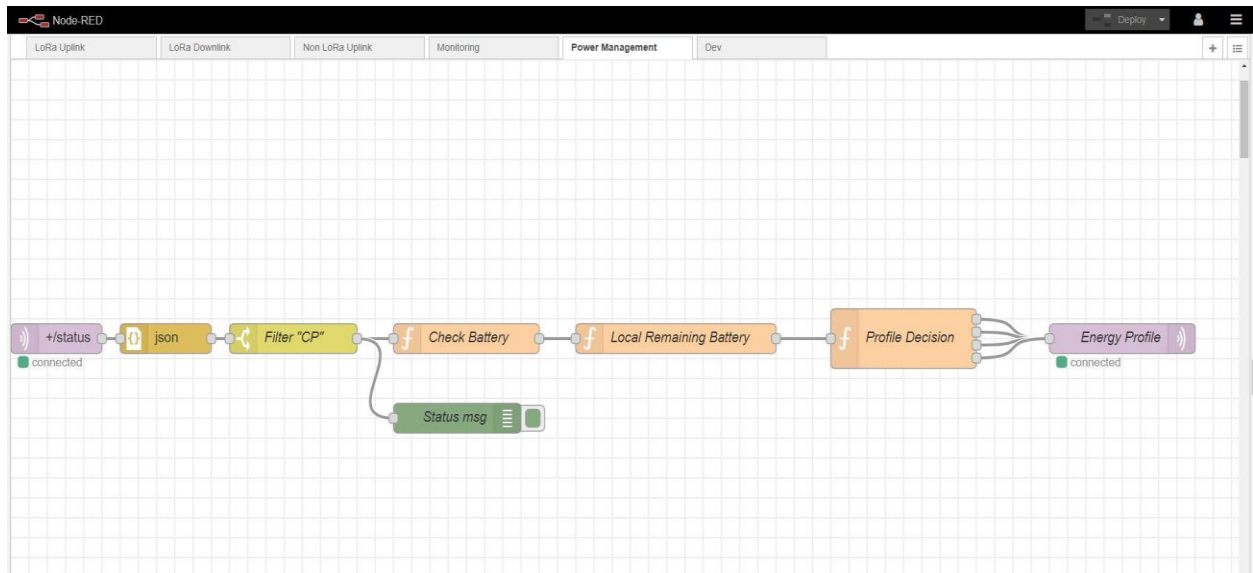 Node-RED
Deploy
LoRa Uplink
LoRa Downlink
Non LoRa Uplink
Monitoring
Power Management
Dev
+/status
json
Filter "CP"
Check Battery
Local Remaining Battery
Profile Decision
Energy Profile
connected
connected
Status msg